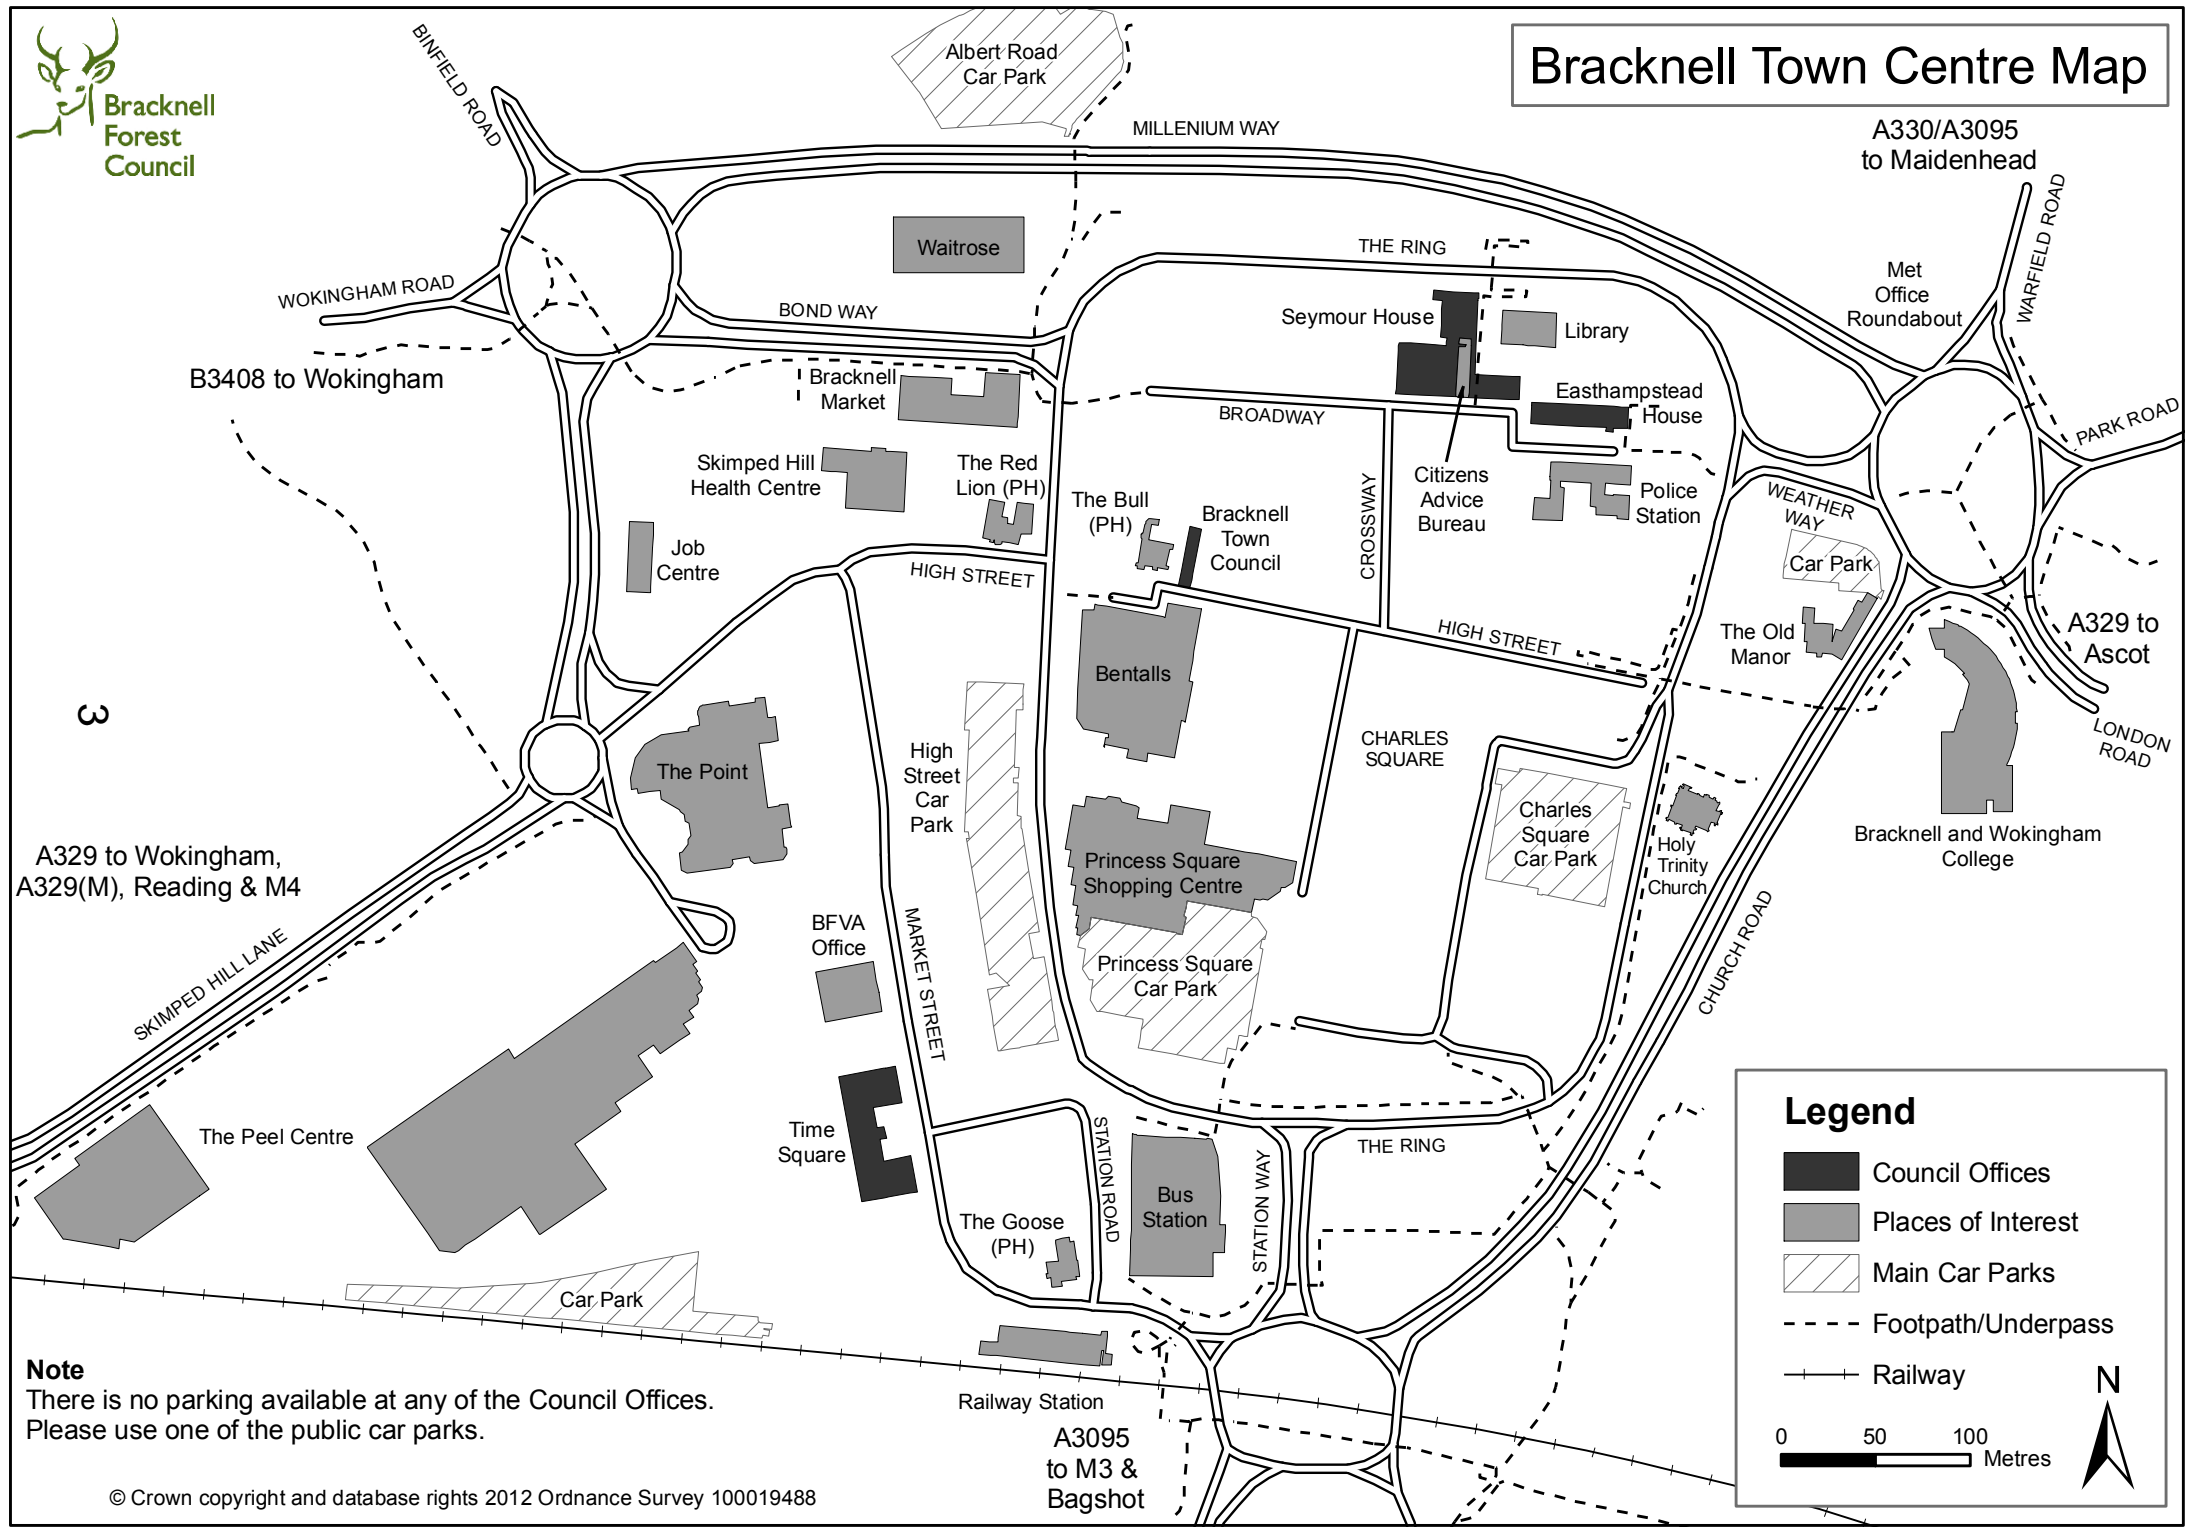 Bracknell
Forest
Council
BINFIELD ROAD
Albert Road
Car Park
Bracknell Town Centre Map
MILLENIUM WAY
A330/A3095
to Maidenhead
WARFIELD ROAD
Waitrose
THE RING
Met
Office
Roundabout
WOKINGHAM ROAD
BOND WAY
Seymour House
Library
B3408 to Wokingham
Bracknell
Market
BROADWAY
Easthampstead
House
PARK ROAD
Skimped Hill
Health Centre
The Red
Lion (PH)
The Bull
(PH)
Bracknell
Town
Council
CROSSWAY
Citizens
Advice
Bureau
Police
Station
WEATHER
WAY
Car Park
Job
Centre
HIGH STREET
HIGH STREET
The Old
Manor
A329 to
Ascot
LONDON
ROAD
3
The Point
Bentalls
High
Street
Car
Park
CHARLES
SQUARE
Charles
Square
Car Park
Holy
Trinity
Church
Bracknell and Wokingham
College
A329 to Wokingham,
A329(M), Reading & M4
SKIMPED HILL LANE
Princess Square
Shopping Centre
BFVA
Office
MARKET STREET
Princess Square
Car Park
CHURCH ROAD
The Peel Centre
Time
Square
STATION ROAD
THE RING
STATION WAY
Bus
Station
The Goose
(PH)
Car Park
Railway Station
A3095
to M3 &
Bagshot
Legend
Council Offices
Places of Interest
Main Car Parks
Footpath/Underpass
Railway
N
0 50 100
Metres
Note
There is no parking available at any of the Council Offices.
Please use one of the public car parks.
© Crown copyright and database rights 2012 Ordnance Survey 100019488